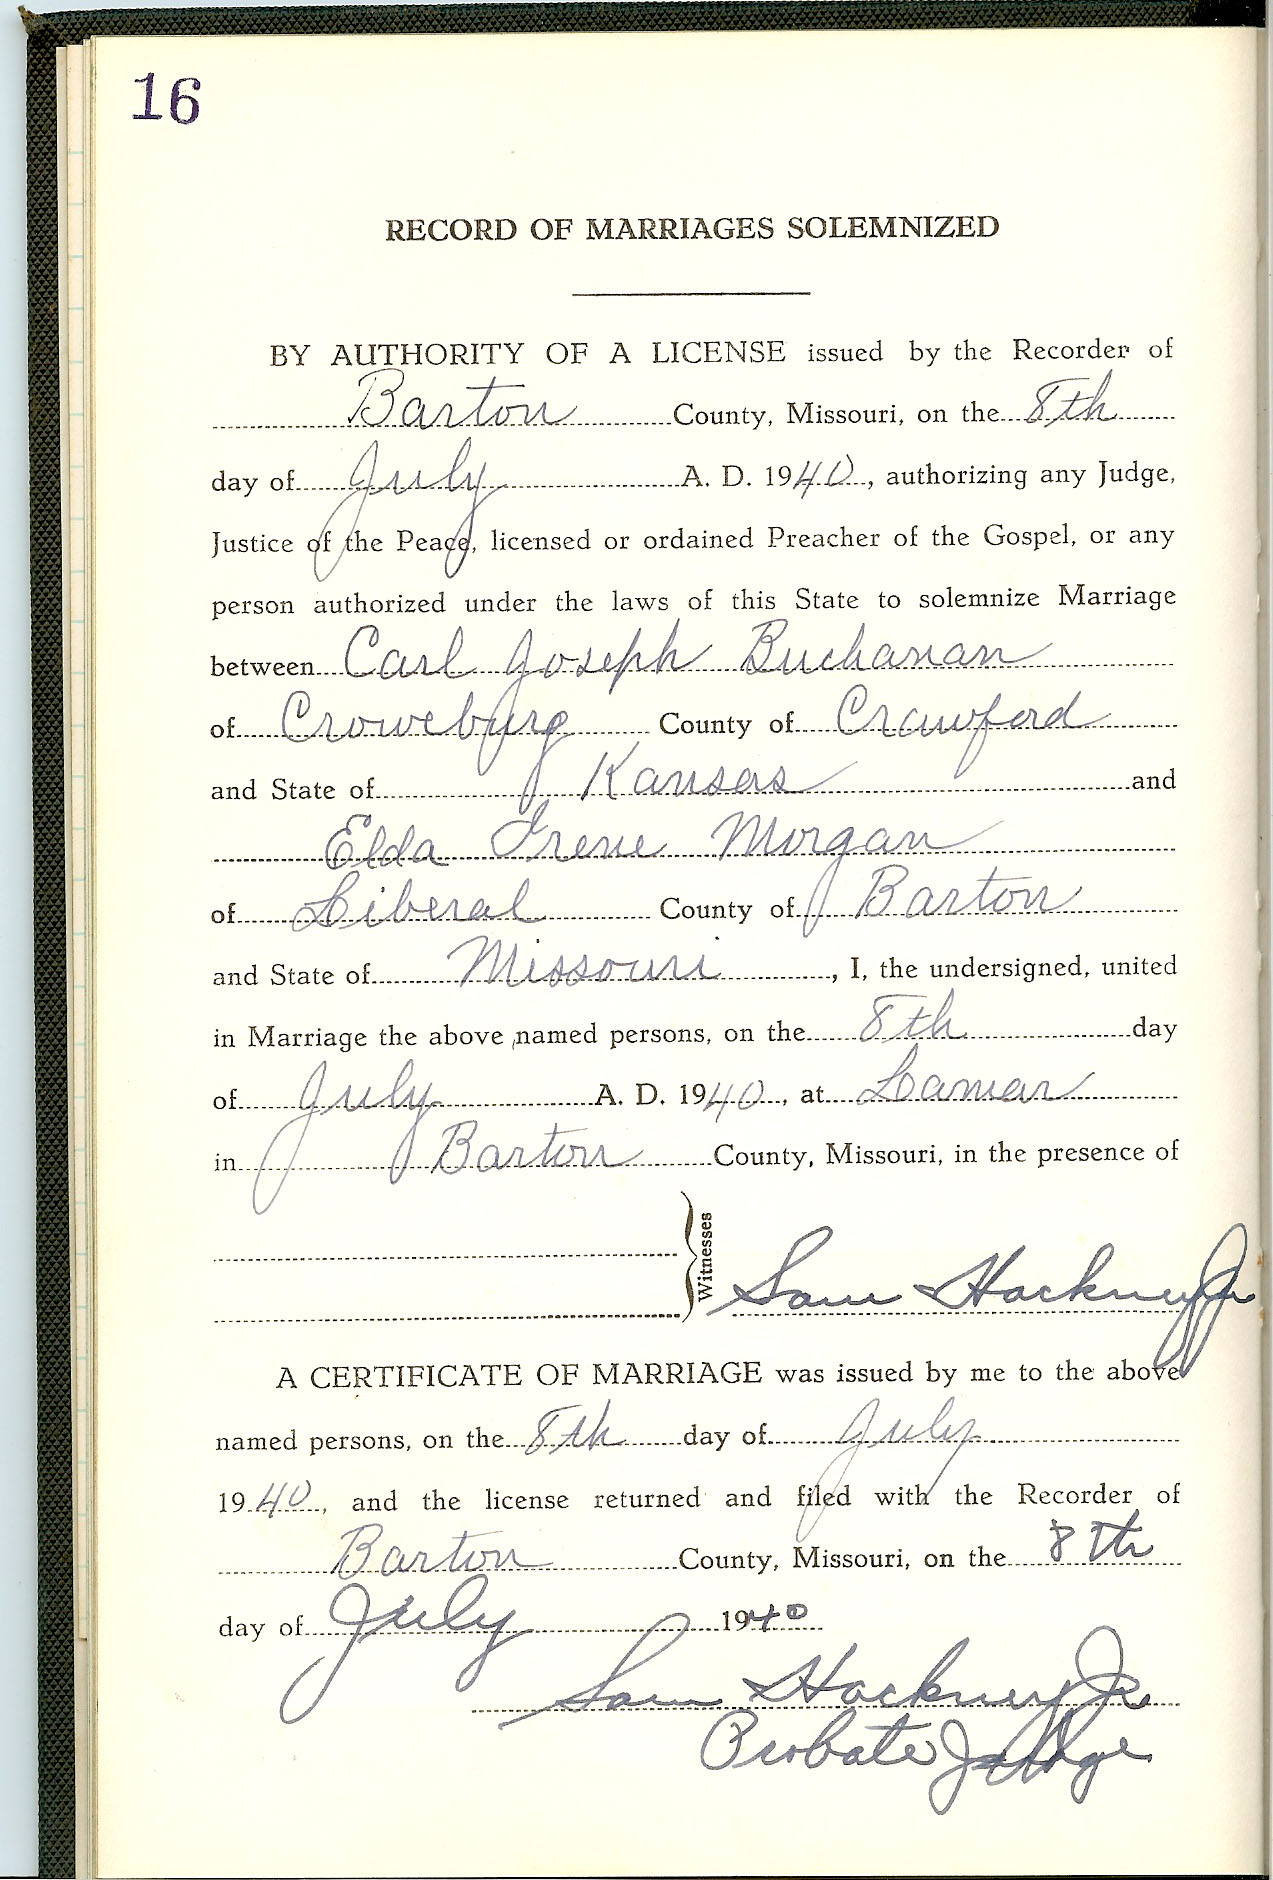 16
RECORD OF MARRIAGES SOLEMNIZED
BY AUTHORITY OF A LICENSE issued by the Recorder of
Barton County, Missouri, on the 8th
day of July A. D. 1940, authorizing any Judge,
Justice of the Peace, licensed or ordained Preacher of the Gospel, or any
person authorized under the laws of this State to solemnize Marriage
between Carl Joseph Buchanan
of Croweburg County of Crawford
and State of Kansas and
Elda Irene Morgan
of Liberal County of Barton
and State of Missouri, I, the undersigned, united
in Marriage the above named persons, on the 8th day
of July A. D. 1940, at Lamar
in Barton County, Missouri, in the presence of
Witnesses
Sam Hackney Jr
A CERTIFICATE OF MARRIAGE was issued by me to the above
named persons, on the 8th day of July
1940, and the license returned and filed with the Recorder of
Barton County, Missouri, on the 8th
day of July 1940
Sam Hackney Jr
Probate Judge